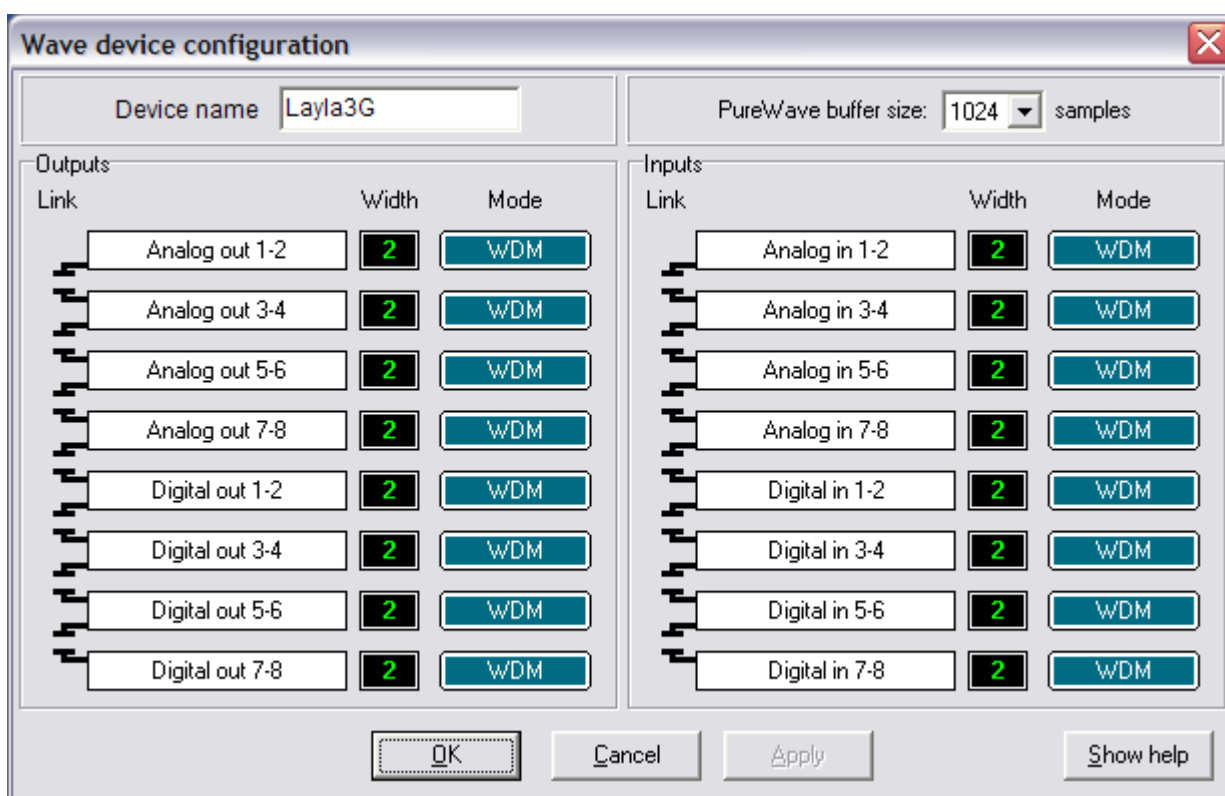 Wave device configuration
Device name Layla3G
PureWave buffer size: 1024 samples
Outputs
Link Width Mode
Analog out 1-2 2 WDM
Analog out 3-4 2 WDM
Analog out 5-6 2 WDM
Analog out 7-8 2 WDM
Digital out 1-2 2 WDM
Digital out 3-4 2 WDM
Digital out 5-6 2 WDM
Digital out 7-8 2 WDM
Inputs
Link Width Mode
Analog in 1-2 2 WDM
Analog in 3-4 2 WDM
Analog in 5-6 2 WDM
Analog in 7-8 2 WDM
Digital in 1-2 2 WDM
Digital in 3-4 2 WDM
Digital in 5-6 2 WDM
Digital in 7-8 2 WDM
OK Cancel Apply Show help